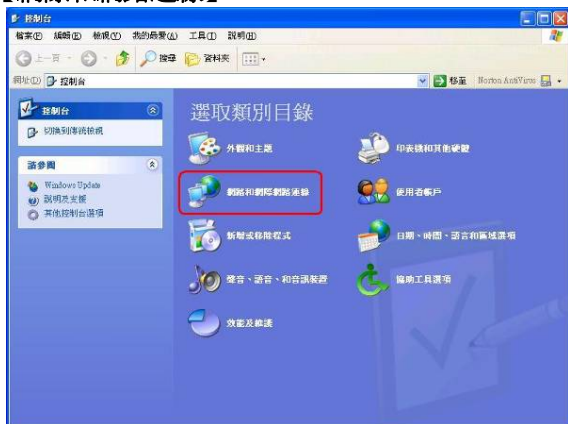 控制台
檔案(F) 編輯(E) 檢視(V) 我的最愛(A) 工具(T) 說明(H)
上一頁 搜尋 資料夾
網址(D) 控制台 移至 Norton AntiVirus
控制台
切換到傳統檢視
請參閱
Windows Update
說明及支援
其他控制台選項
選取類別目錄
外觀和主題
印表機和其他硬體
網路和網際網路連線
使用者帳戶
新增或移除程式
日期、時間、語言和區域選項
聲音、語音、和音訊裝置
協助工具選項
效能及維護